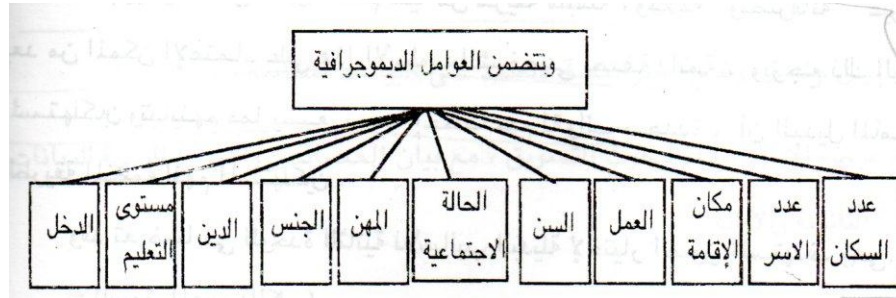 وتتضمن العوامل الديموجرافية
عدد
السكان
عدد
الاسر
مكان
الإقامة
العمل
السن
الحالة
الاجتماعية
المهن
الجنس
الدين
مستوى
التعليم
الدخل